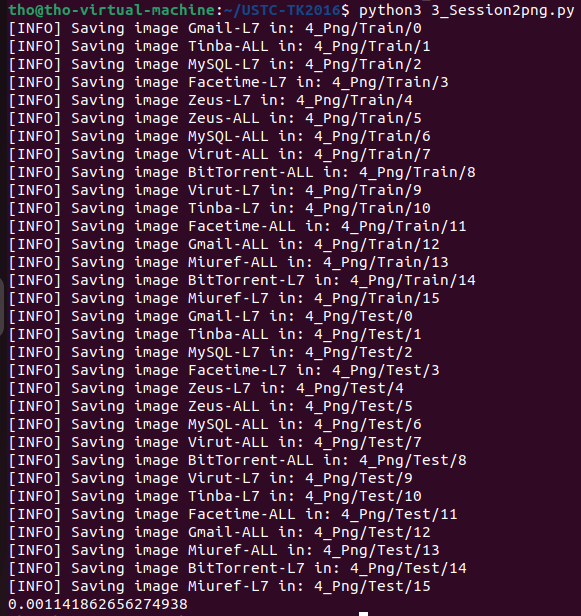 tho@tho-virtual-machine:~/USTC-TK2016$ python3 3_Session2png.py
[INFO] Saving image Gmail-L7 in: 4_Png/Train/0
[INFO] Saving image Tinba-ALL in: 4_Png/Train/1
[INFO] Saving image MySQL-L7 in: 4_Png/Train/2
[INFO] Saving image Facetime-L7 in: 4_Png/Train/3
[INFO] Saving image Zeus-L7 in: 4_Png/Train/4
[INFO] Saving image Zeus-ALL in: 4_Png/Train/5
[INFO] Saving image MySQL-ALL in: 4_Png/Train/6
[INFO] Saving image Virut-ALL in: 4_Png/Train/7
[INFO] Saving image BitTorrent-ALL in: 4_Png/Train/8
[INFO] Saving image Virut-L7 in: 4_Png/Train/9
[INFO] Saving image Tinba-L7 in: 4_Png/Train/10
[INFO] Saving image Facetime-ALL in: 4_Png/Train/11
[INFO] Saving image Gmail-ALL in: 4_Png/Train/12
[INFO] Saving image Miuref-ALL in: 4_Png/Train/13
[INFO] Saving image BitTorrent-L7 in: 4_Png/Train/14
[INFO] Saving image Miuref-L7 in: 4_Png/Train/15
[INFO] Saving image Gmail-L7 in: 4_Png/Test/0
[INFO] Saving image Tinba-ALL in: 4_Png/Test/1
[INFO] Saving image MySQL-L7 in: 4_Png/Test/2
[INFO] Saving image Facetime-L7 in: 4_Png/Test/3
[INFO] Saving image Zeus-L7 in: 4_Png/Test/4
[INFO] Saving image Zeus-ALL in: 4_Png/Test/5
[INFO] Saving image MySQL-ALL in: 4_Png/Test/6
[INFO] Saving image Virut-ALL in: 4_Png/Test/7
[INFO] Saving image BitTorrent-ALL in: 4_Png/Test/8
[INFO] Saving image Virut-L7 in: 4_Png/Test/9
[INFO] Saving image Tinba-L7 in: 4_Png/Test/10
[INFO] Saving image Facetime-ALL in: 4_Png/Test/11
[INFO] Saving image Gmail-ALL in: 4_Png/Test/12
[INFO] Saving image Miuref-ALL in: 4_Png/Test/13
[INFO] Saving image BitTorrent-L7 in: 4_Png/Test/14
[INFO] Saving image Miuref-L7 in: 4_Png/Test/15
0.001141862656274938